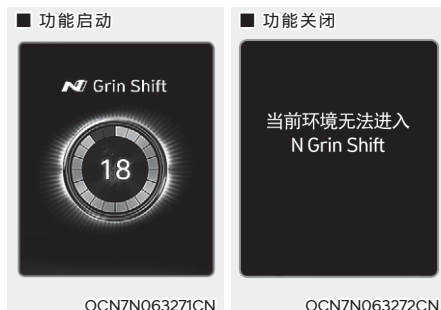 ■ 功能启动
N Grin Shift
18
OCN7N063271CN
■ 功能关闭
当前环境无法进入
N Grin Shift
OCN7N063272CN